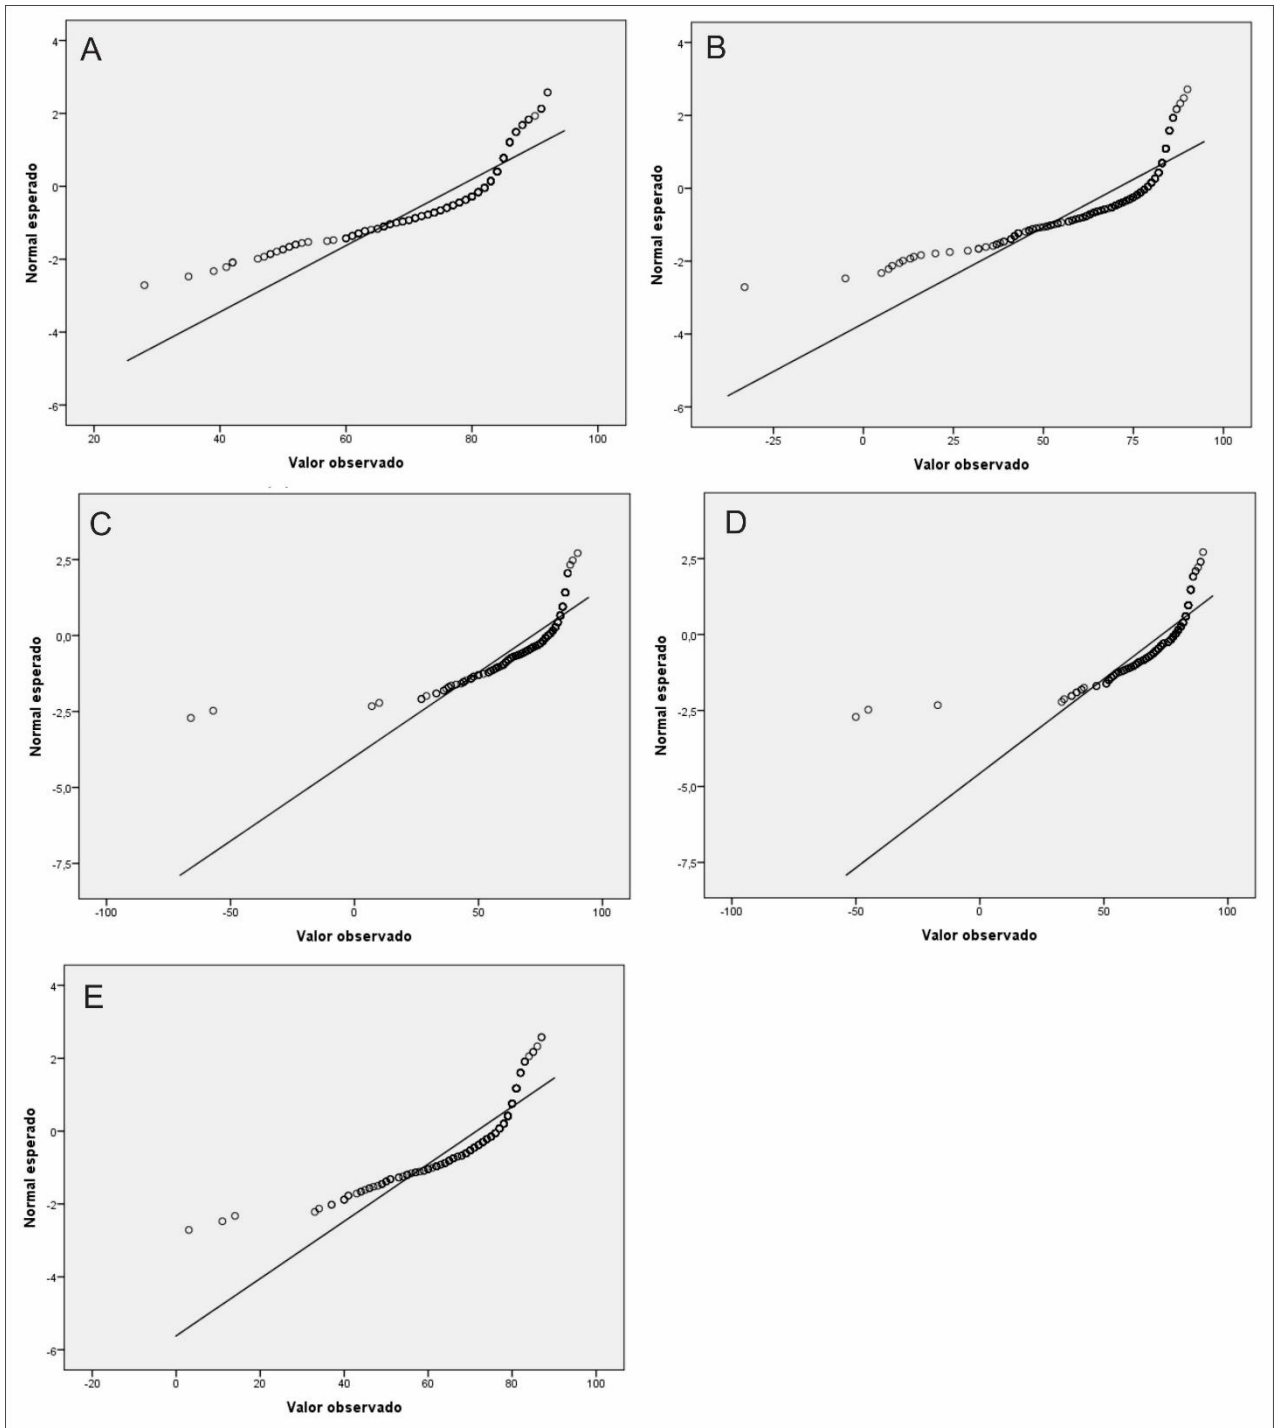 A
4
2
0
-2
-4
-6
20 40 60 80 100
Normal esperado
Valor observado
B
4
2
0
-2
-4
-6
-25 0 25 50 75 100
Normal esperado
Valor observado
C
2,5
0,0
-2,5
-5,0
-7,5
-100 -50 0 50 100
Normal esperado
Valor observado
D
2,5
0,0
-2,5
-5,0
-7,5
-100 -50 0 50 100
Normal esperado
Valor observado
E
4
2
0
-2
-4
-6
-20 0 20 40 60 80 100
Normal esperado
Valor observado